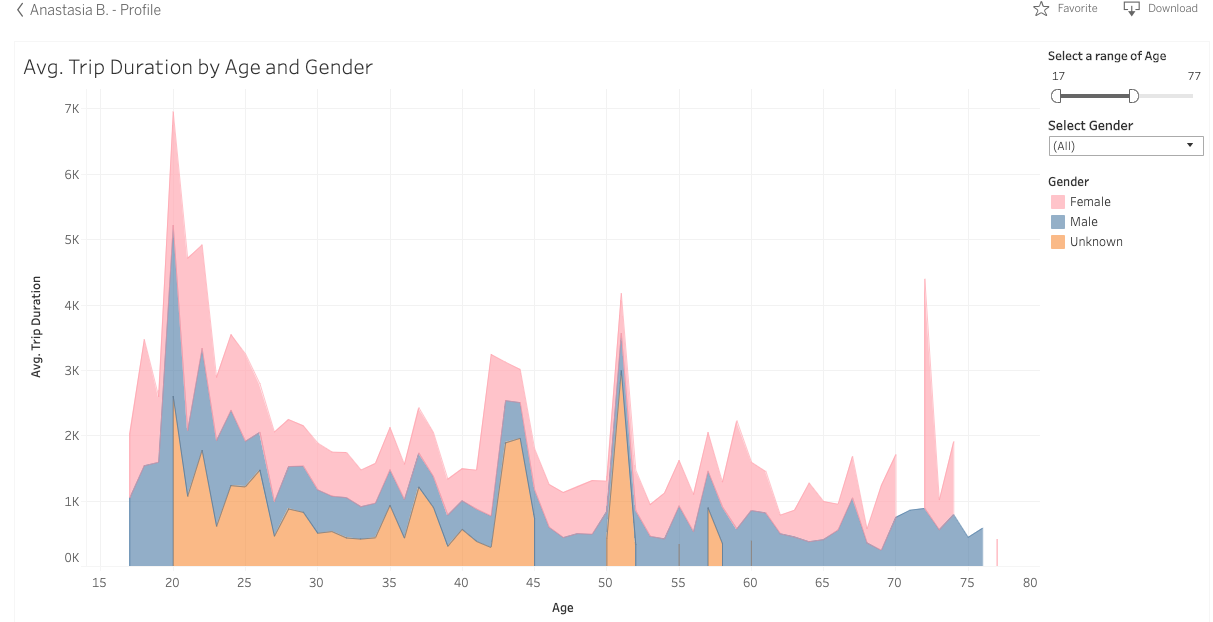 Anastasia B. - Profile
Favorite
Download
Avg. Trip Duration by Age and Gender
Select a range of Age
17 77
Select Gender
(All)
Gender
Female
Male
Unknown
Avg. Trip Duration
7K
6K
5K
4K
3K
2K
1K
0K
15 20 25 30 35 40 45 50 55 60 65 70 75 80
Age